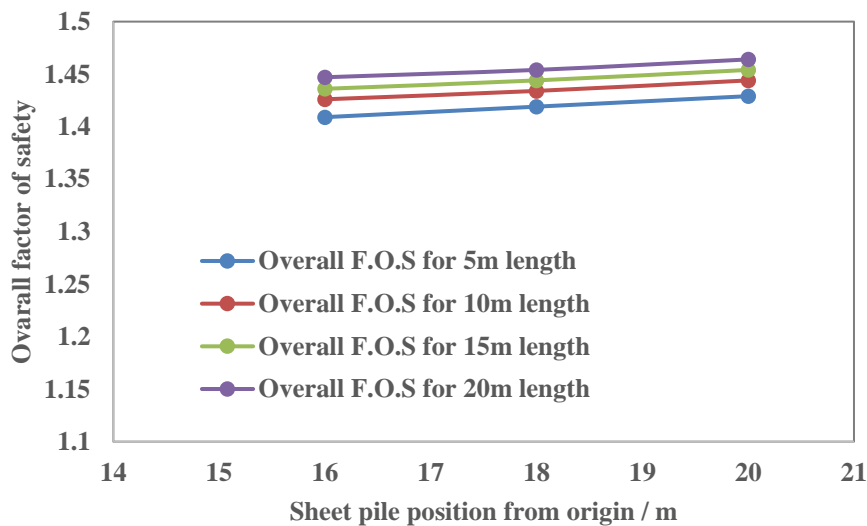 1.5
1.45
1.4
1.35
1.3
1.25
1.2
1.15
1.1
Ovarall factor of safety
Overall F.O.S for 5m length
Overall F.O.S for 10m length
Overall F.O.S for 15m length
Overall F.O.S for 20m length
14 15 16 17 18 19 20 21
Sheet pile position from origin / m